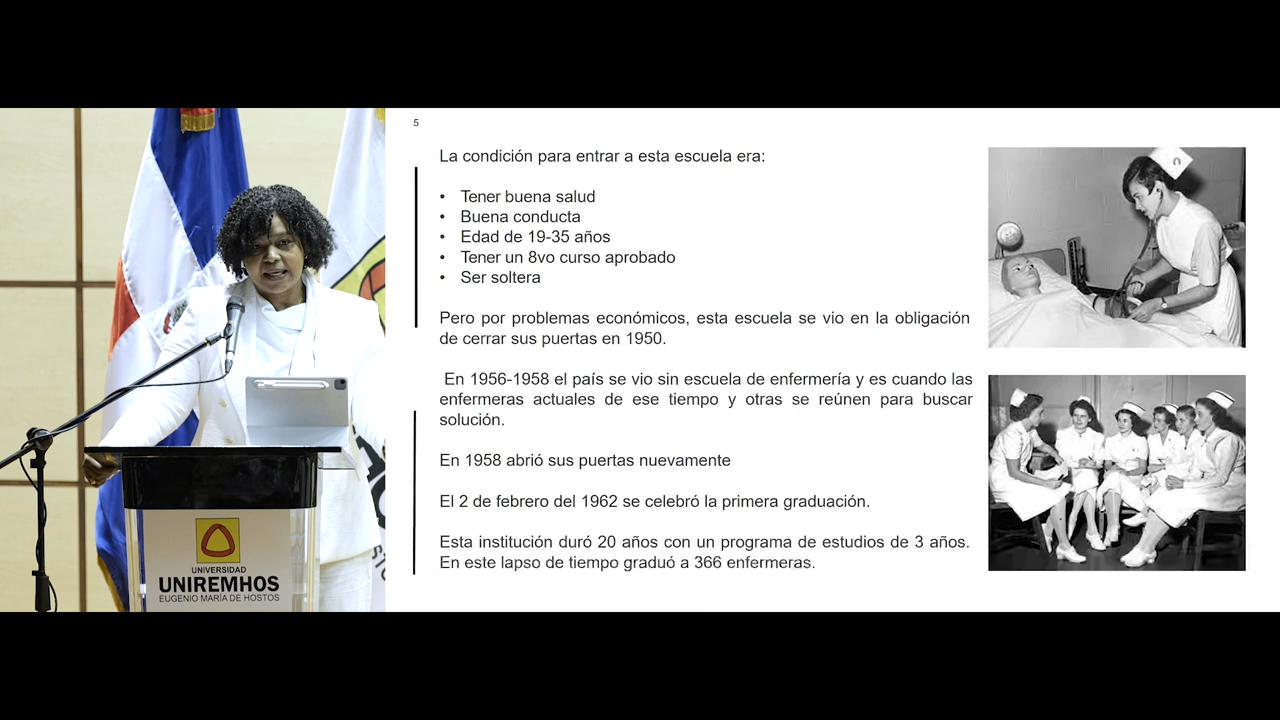 5
La condición para entrar a esta escuela era:
• Tener buena salud
• Buena conducta
• Edad de 19-35 años
• Tener un 8vo curso aprobado
• Ser soltera
Pero por problemas económicos, esta escuela se vio en la obligación
de cerrar sus puertas en 1950.
En 1956-1958 el país se vio sin escuela de enfermería y es cuando las
enfermeras actuales de ese tiempo y otras se reúnen para buscar
solución.
En 1958 abrió sus puertas nuevamente
El 2 de febrero del 1962 se celebró la primera graduación.
Esta institución duró 20 años con un programa de estudios de 3 años.
En este lapso de tiempo graduó a 366 enfermeras.
UNIVERSIDAD
UNIREMHOS
EUGENIO MARÍA DE HOSTOS